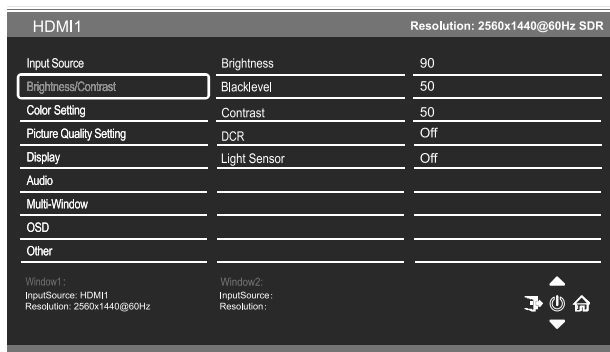 HDMI1 Resolution: 2560x1440@60Hz SDR
Input Source Brightness 90
Brightness/Contrast Blacklevel 50
Color Setting Contrast 50
Picture Quality Setting DCR Off
Display Light Sensor Off
Audio
Multi-Window
OSD
Other
Window1: Window2:
InputSource: HDMI1 InputSource:
Resolution: 2560x1440@60Hz Resolution: